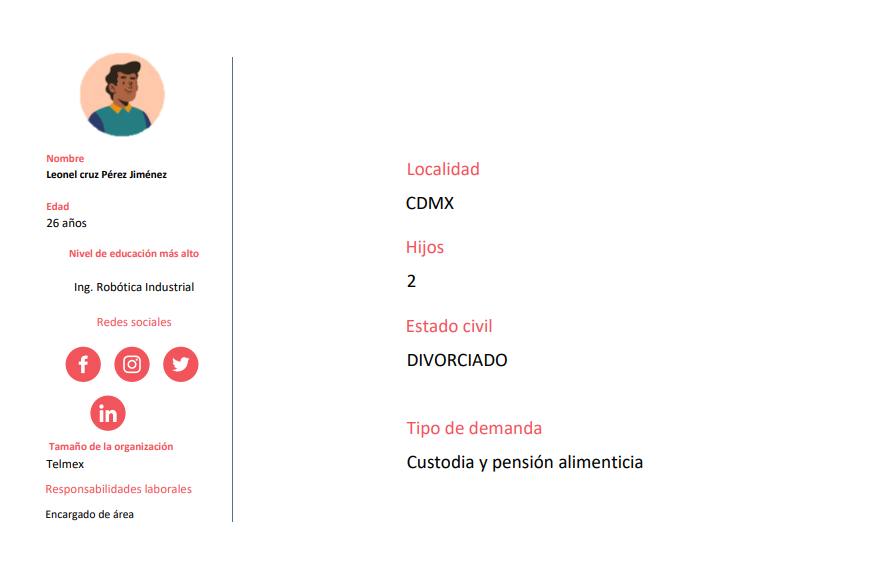 Nombre
Leonel cruz Pérez Jiménez
Edad
26 años
Nivel de educación más alto
Ing. Robótica Industrial
Redes sociales
in
Tamaño de la organización
Telmex
Responsabilidades laborales
Encargado de área
Localidad
CDMX
Hijos
2
Estado civil
DIVORCIADO
Tipo de demanda
Custodia y pensión alimenticia